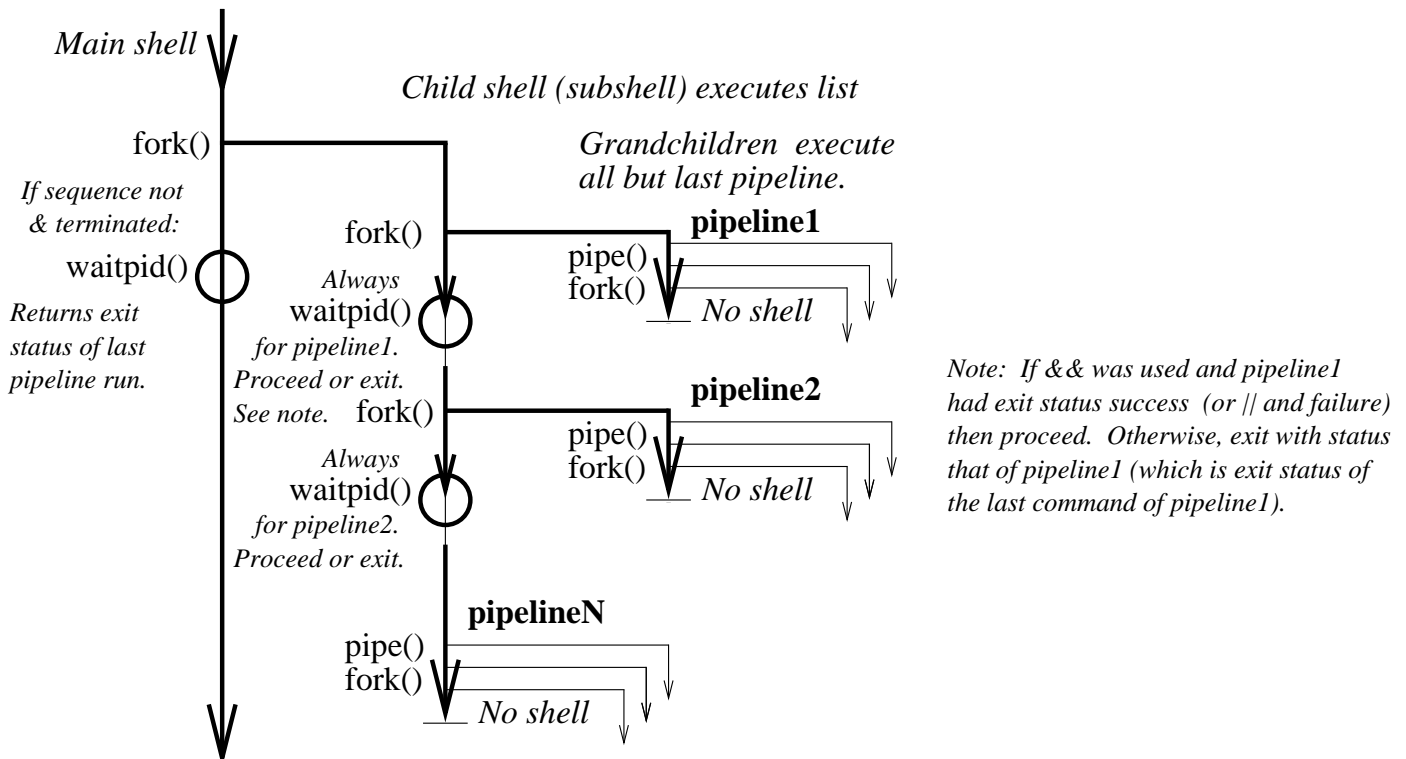 Main shell
Child shell (subshell) executes list
fork()
Grandchildren execute
all but last pipeline.
If sequence not
& terminated:
waitpid()
Returns exit
status of last
pipeline run.
fork()
pipeline1
pipe()
fork()
No shell
Always
waitpid()
for pipeline1.
Proceed or exit.
See note.
fork()
pipeline2
pipe()
fork()
No shell
Always
waitpid()
for pipeline2.
Proceed or exit.
Note: If && was used and pipeline1
had exit status success (or || and failure)
then proceed. Otherwise, exit with status
that of pipeline1 (which is exit status of
the last command of pipeline1).
pipelineN
pipe()
fork()
No shell